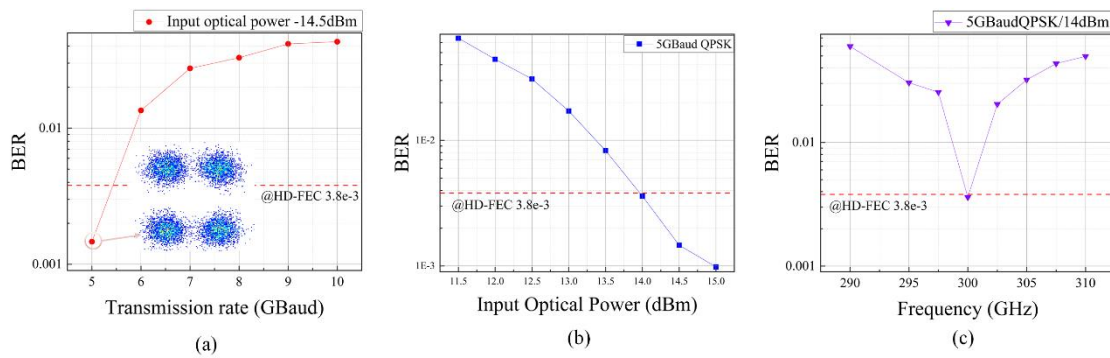 Input optical power -14.5dBm
BER
0.01
0.001
@HD-FEC 3.8e-3
5 6 7 8 9 10
Transmission rate (GBaud)
(a)
5GBaud QPSK
BER
1E-2
1E-3
@HD-FEC 3.8e-3
11.5 12.0 12.5 13.0 13.5 14.0 14.5 15.0
Input Optical Power (dBm)
(b)
5GBaudQPSK/14dBm
BER
0.01
0.001
@HD-FEC 3.8e-3
290 295 300 305 310
Frequency (GHz)
(c)